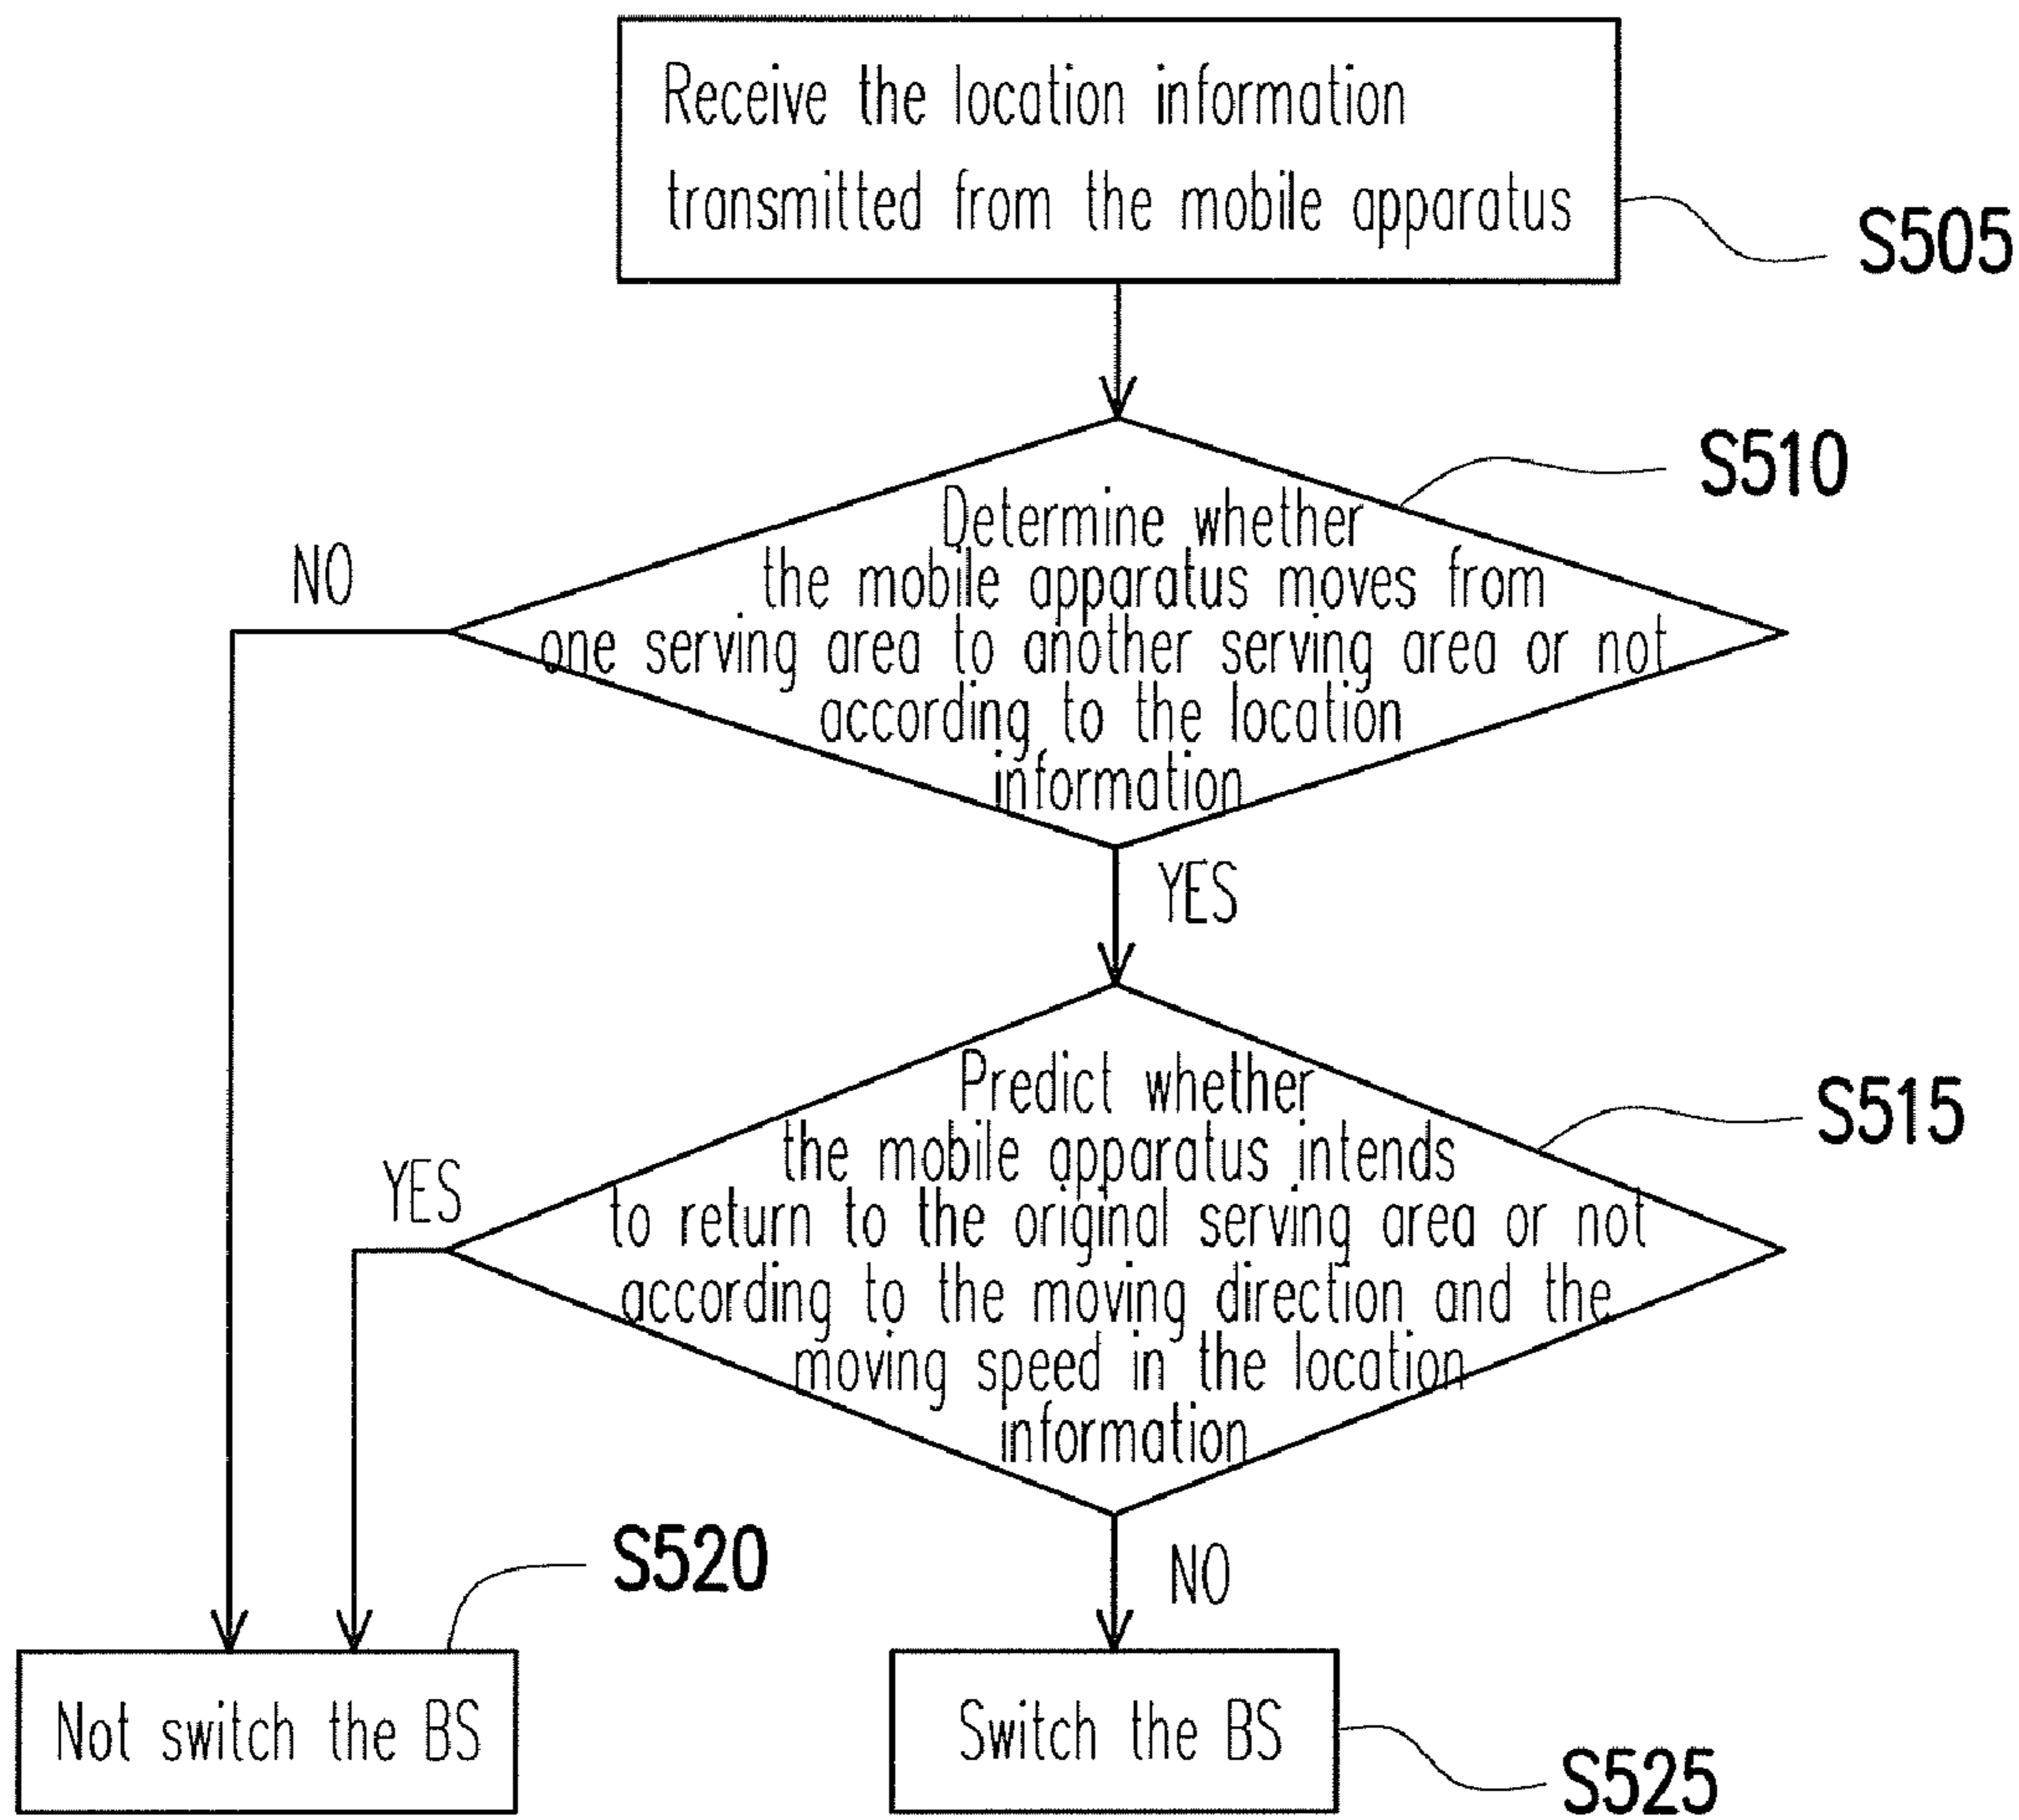 Receive the location information
transmitted from the mobile apparatus
S505
S510
Determine whether
the mobile apparatus moves from
one serving area to another serving area or not
according to the location
information
NO
YES
S515
Predict whether
the mobile apparatus intends
to return to the original serving area or not
according to the moving direction and the
moving speed in the location
information
YES
NO
S520
Not switch the BS
Switch the BS
S525